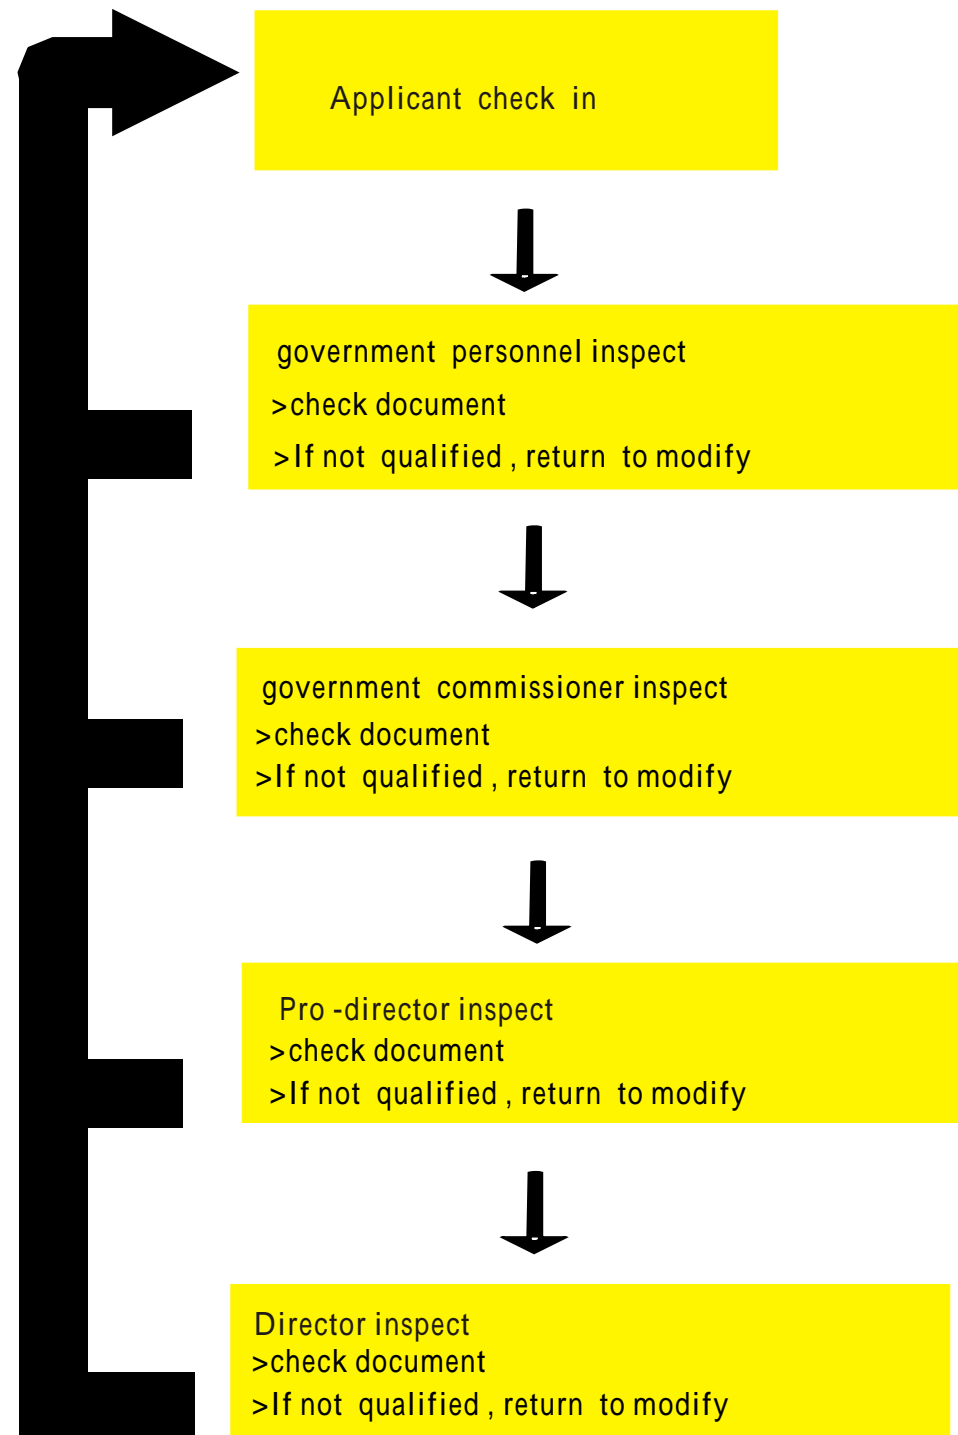 Applicant check in
government personnel inspect
>check document
>If not qualified , return to modify
government commissioner inspect
>check document
>If not qualified , return to modify
Pro -director inspect
>check document
>If not qualified , return to modify
Director inspect
>check document
>If not qualified , return to modify